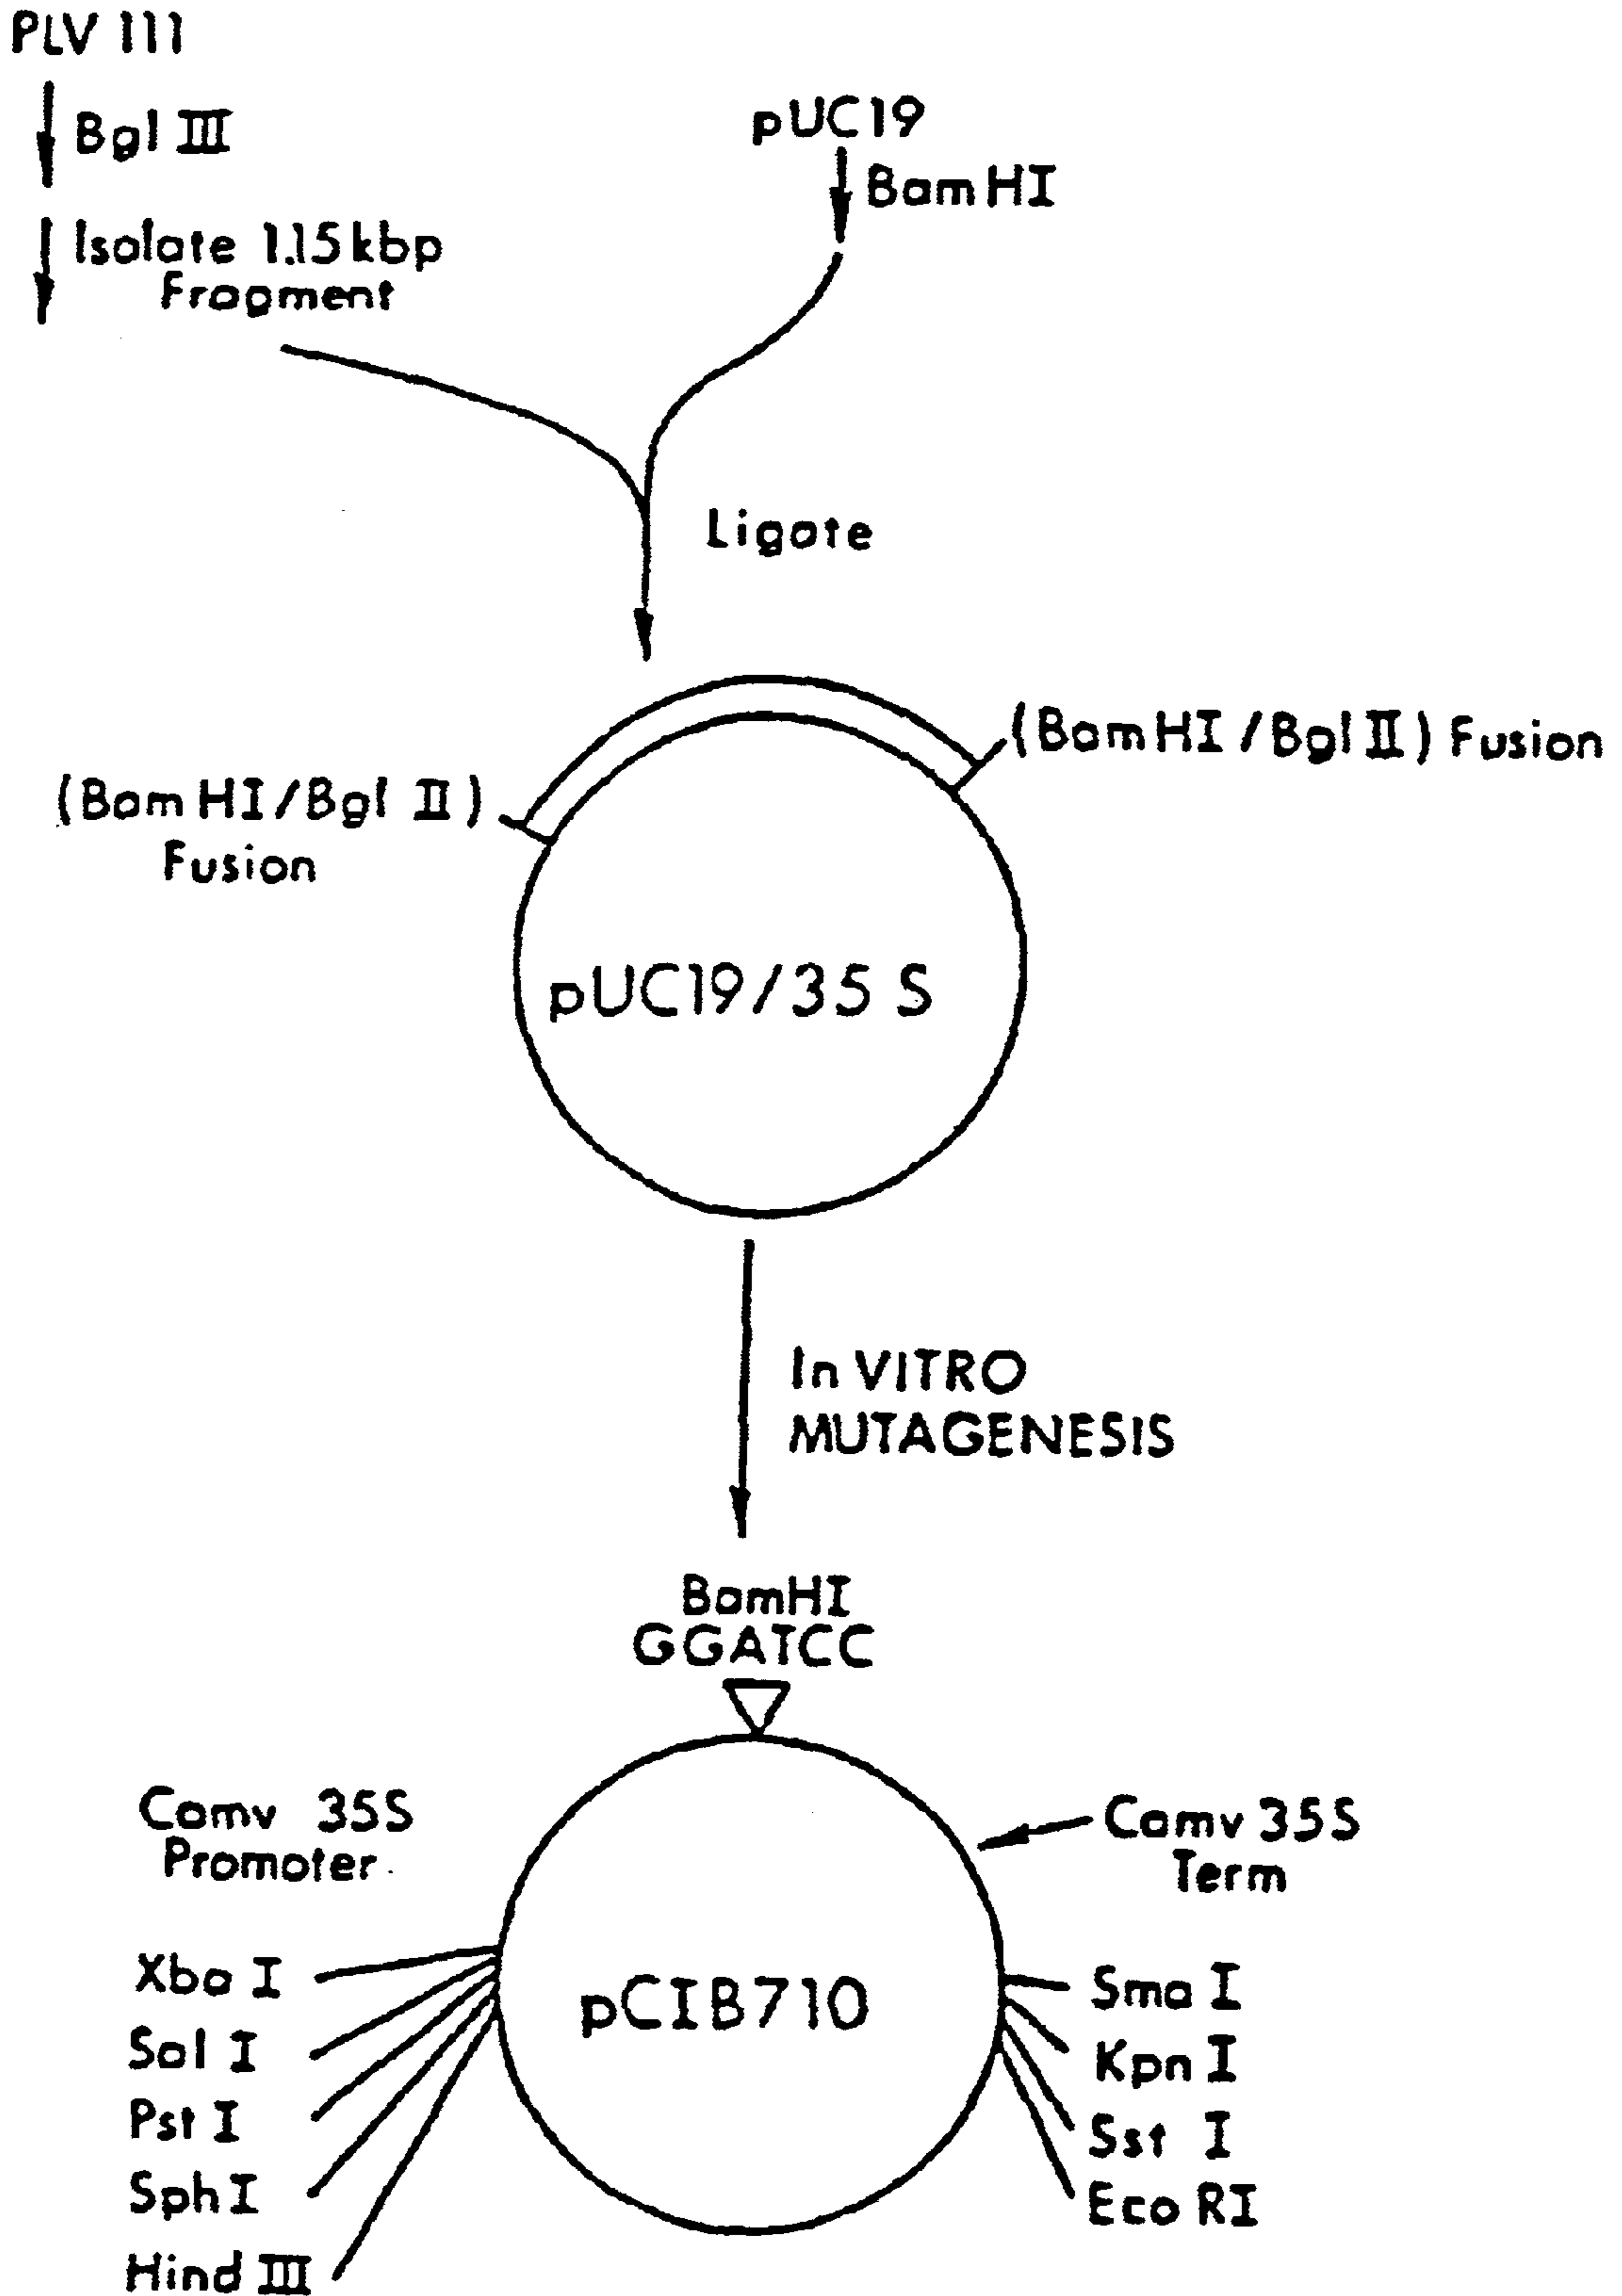 PLV 111
Bgl III
Isolate 1.15 kbp
Fragment
pUC19
Bam HI
Ligate
(Bam HI / Bgl II) Fusion
(Bam HI/Bgl II)
Fusion
pUC19/35 S
In VITRO
MUTAGENESIS
BamHI
GGATCC
Camv 35S
Promoter
Camv 35S
Term
pCIB710
Xba I
Sal I
Pst I
Sph I
Hind III
Sma I
Kpn I
Sst I
Eco RI